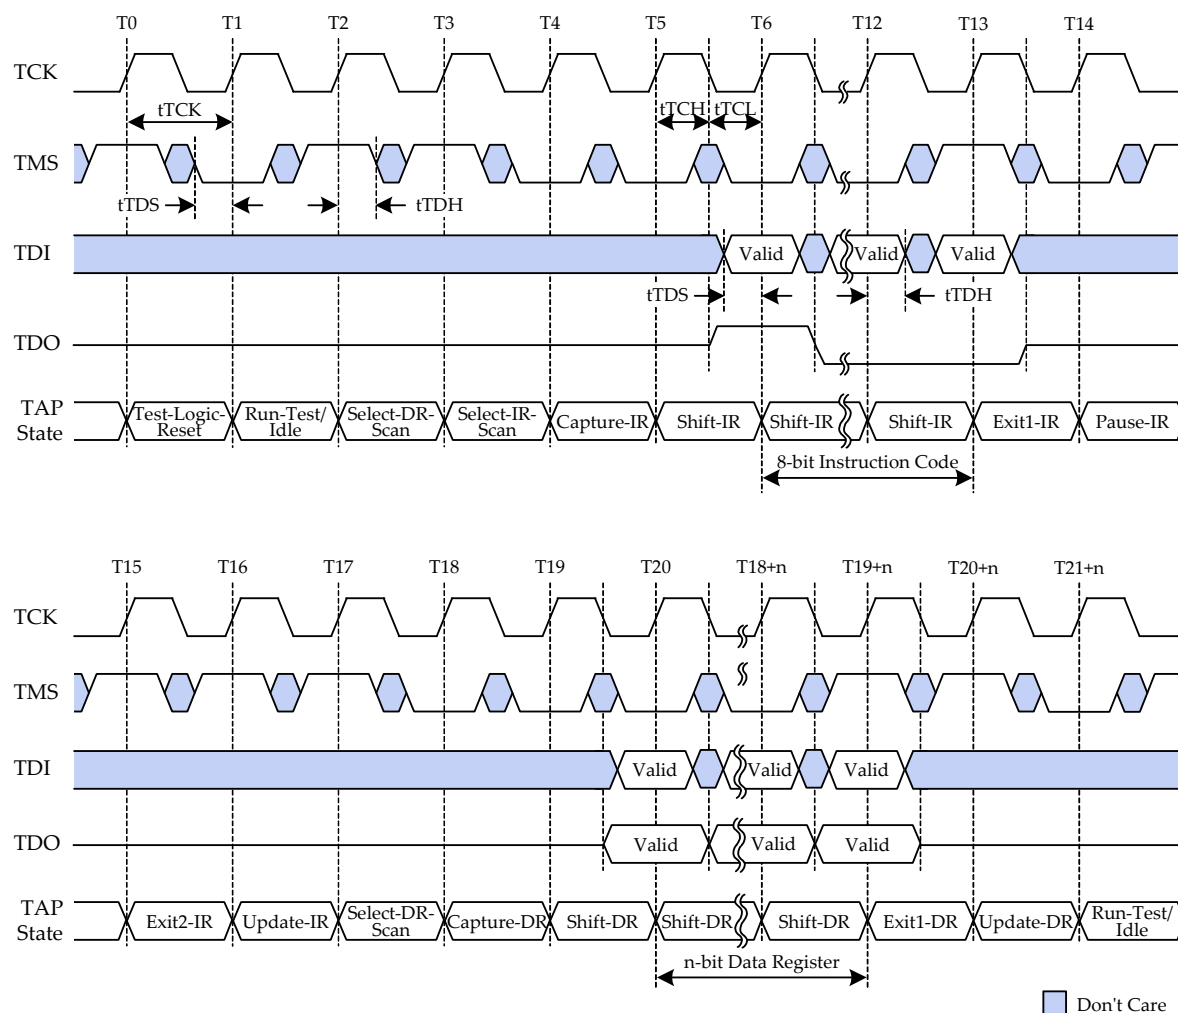 T0 T1 T2 T3 T4 T5 T6 T12 T13 T14
TCK
tTCK tTCH tTCL
TMS
tTDS tTDH
TDI Valid Valid Valid
tTDS tTDH
TDO
TAP State Test-Logic-Reset Run-Test/Idle Select-DR-Scan Select-IR-Scan Capture-IR Shift-IR Shift-IR Shift-IR Exit1-IR Pause-IR
8-bit Instruction Code
T15 T16 T17 T18 T19 T20 T18+n T19+n T20+n T21+n
TCK
TMS
TDI Valid Valid Valid
TDO Valid Valid Valid
TAP State Exit2-IR Update-IR Select-DR-Scan Capture-DR Shift-DR Shift-DR Shift-DR Exit1-DR Update-DR Run-Test/Idle
n-bit Data Register
Don't Care